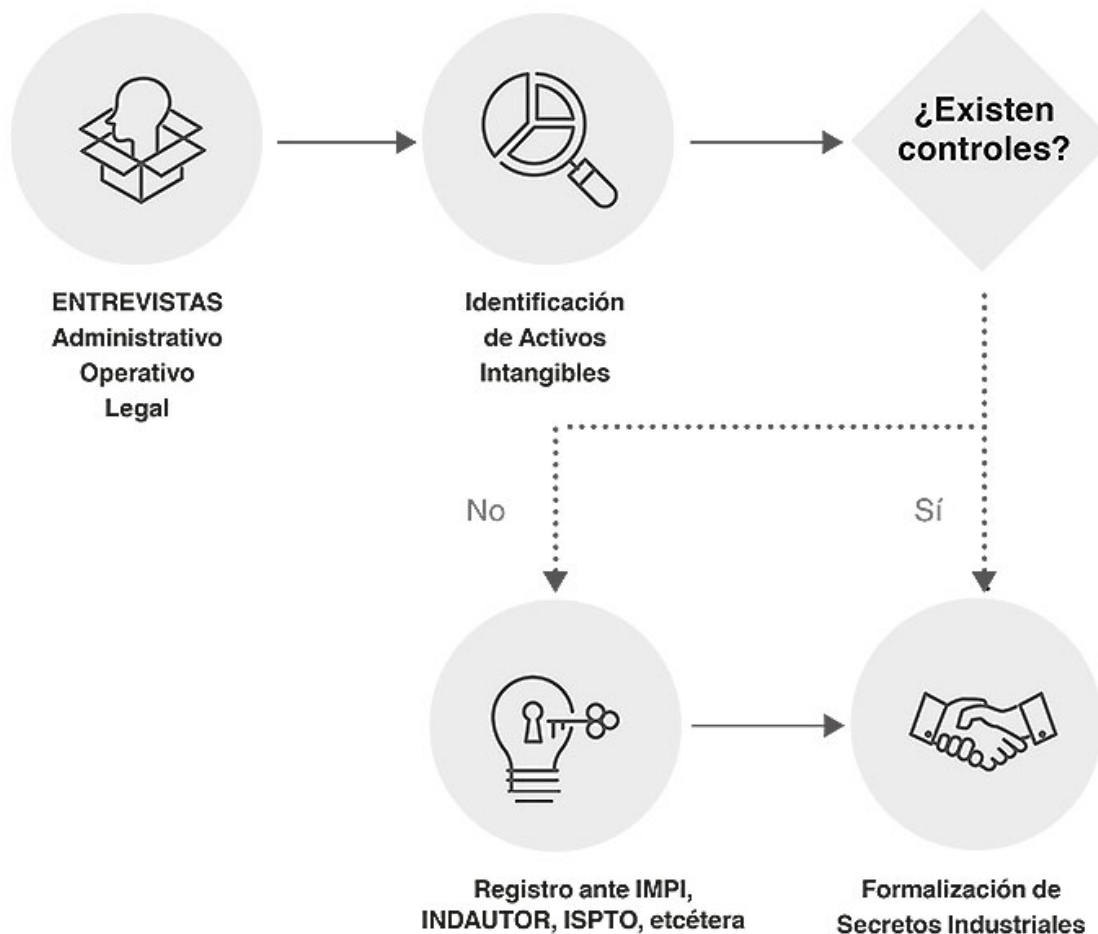 ¿Existen
controles?
ENTREVISTAS
Administrativo
Operativo
Legal
Identificación
de Activos
Intangibles
No
Sí
Registro ante IMPI,
INDAUTOR, ISPTO, etcétera
Formalización de
Secretos Industriales